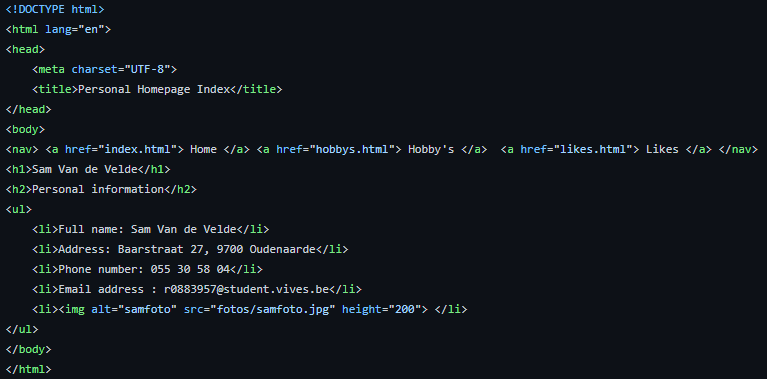 <!DOCTYPE html>
<html lang="en">
<head>
    <meta charset="UTF-8">
    <title>Personal Homepage Index</title>
</head>
<body>
<nav> <a href="index.html"> Home </a> <a href="hobbys.html"> Hobby's </a>  <a href="likes.html"> Likes </a> </nav>
<h1>Sam Van de Velde</h1>
<h2>Personal information</h2>
<ul>
    <li>Full name: Sam Van de Velde</li>
    <li>Address: Baarstraat 27, 9700 Oudenaarde</li>
    <li>Phone number: 055 30 58 04</li>
    <li>Email address : r0883957@student.vives.be</li>
    <li><img alt="samfoto" src="fotos/samfoto.jpg" height="200"> </li>
</ul>
</body>
</html>